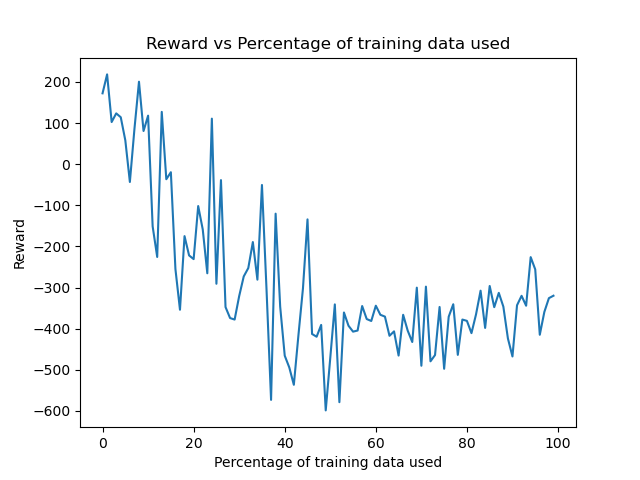 Reward vs Percentage of training data used
200
100
0
−100
−200
−300
−400
−500
−600
Reward
0 20 40 60 80 100
Percentage of training data used